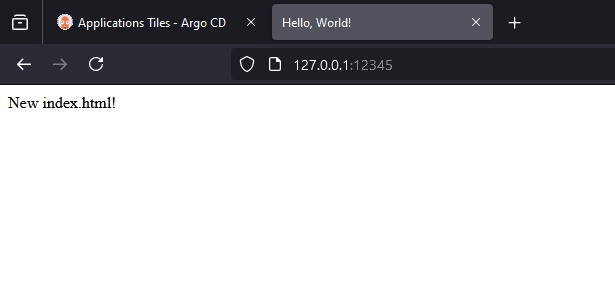 Applications Tiles - Argo CD
Hello, World!
127.0.0.1:12345
New index.html!